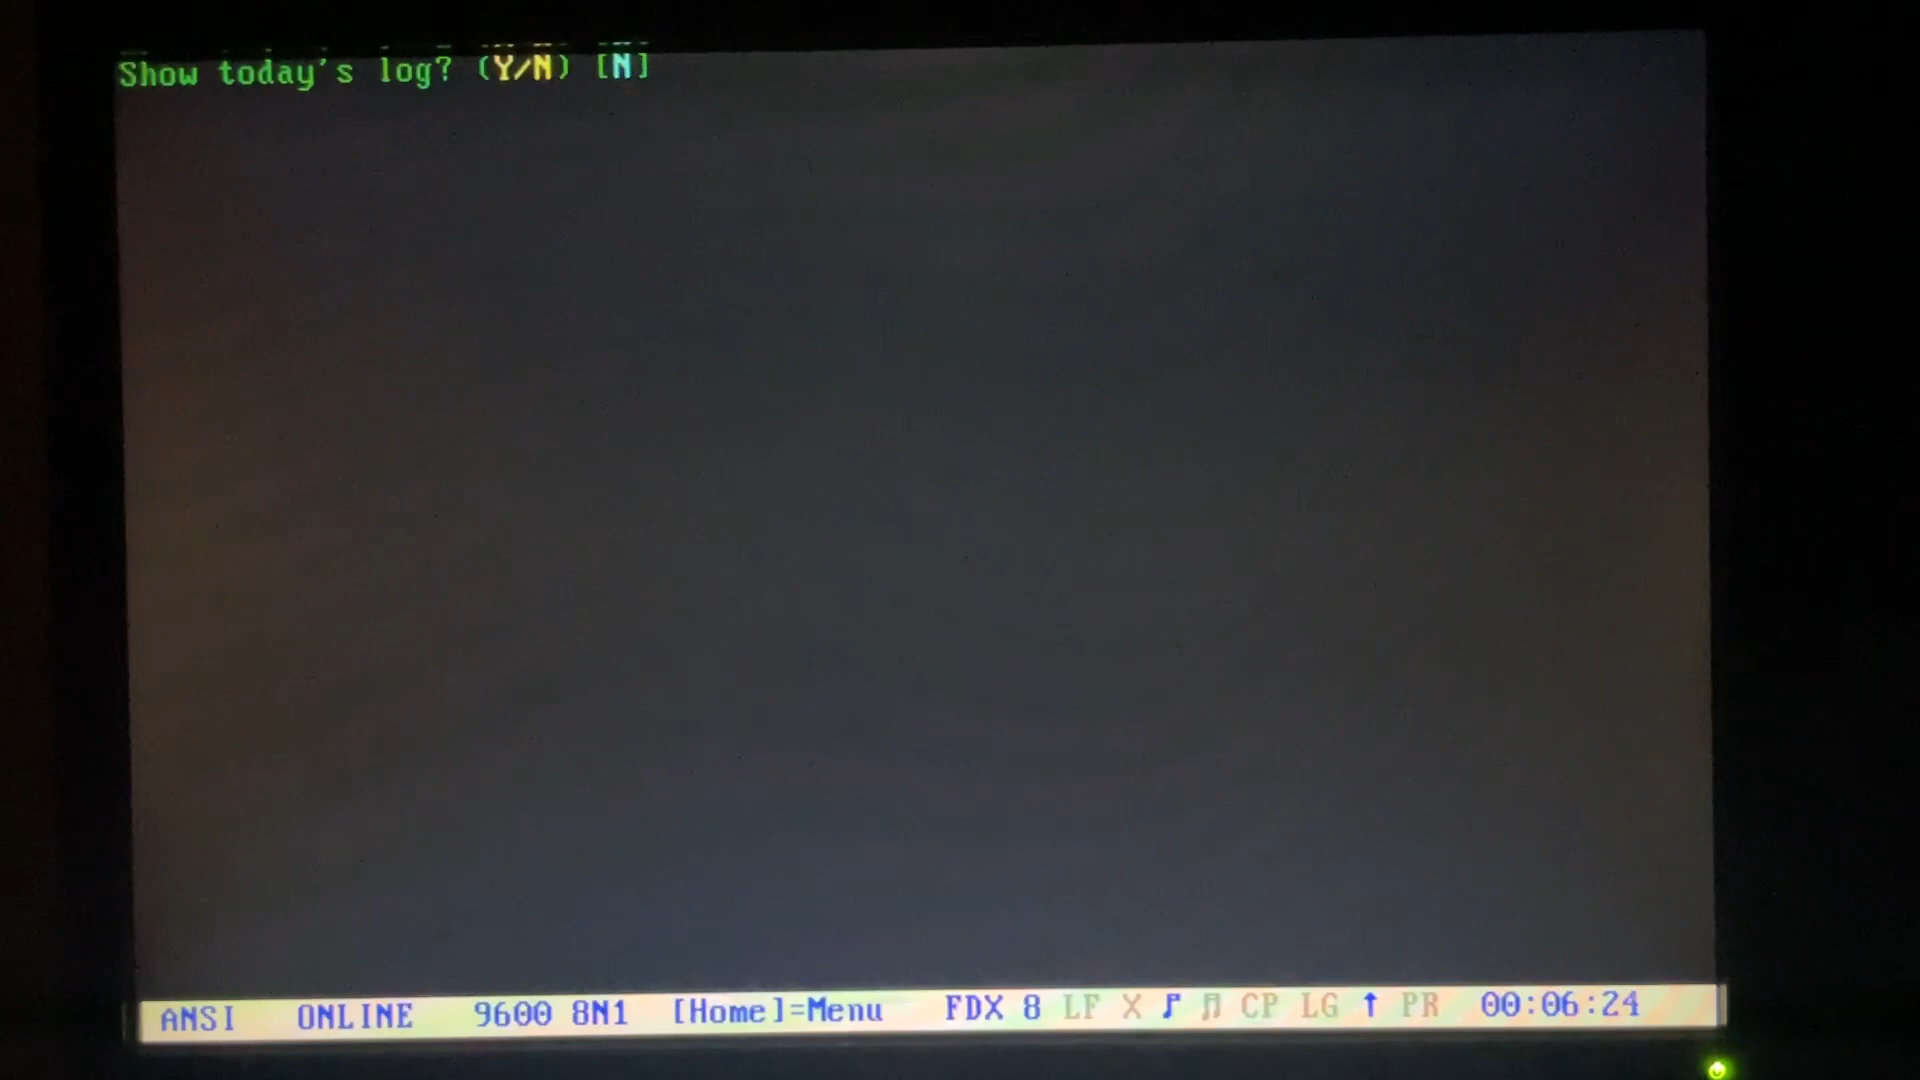 Show today's log? (Y/N) [N]
ANSI ONLINE 9600 8N1 [Home]=Menu FDX 8 LF X ♪ ♫ CP LG ↑ PR 00:06:24